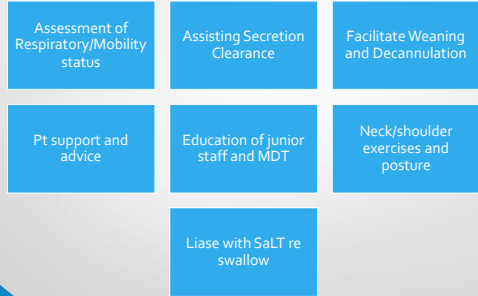 Assessment of
Respiratory/Mobility
status
Assisting Secretion
Clearance
Facilitate Weaning
and Decannulation
Pt support and
advice
Education of junior
staff and MDT
Neck/shoulder
exercises and
posture
Liase with SaLT re
swallow